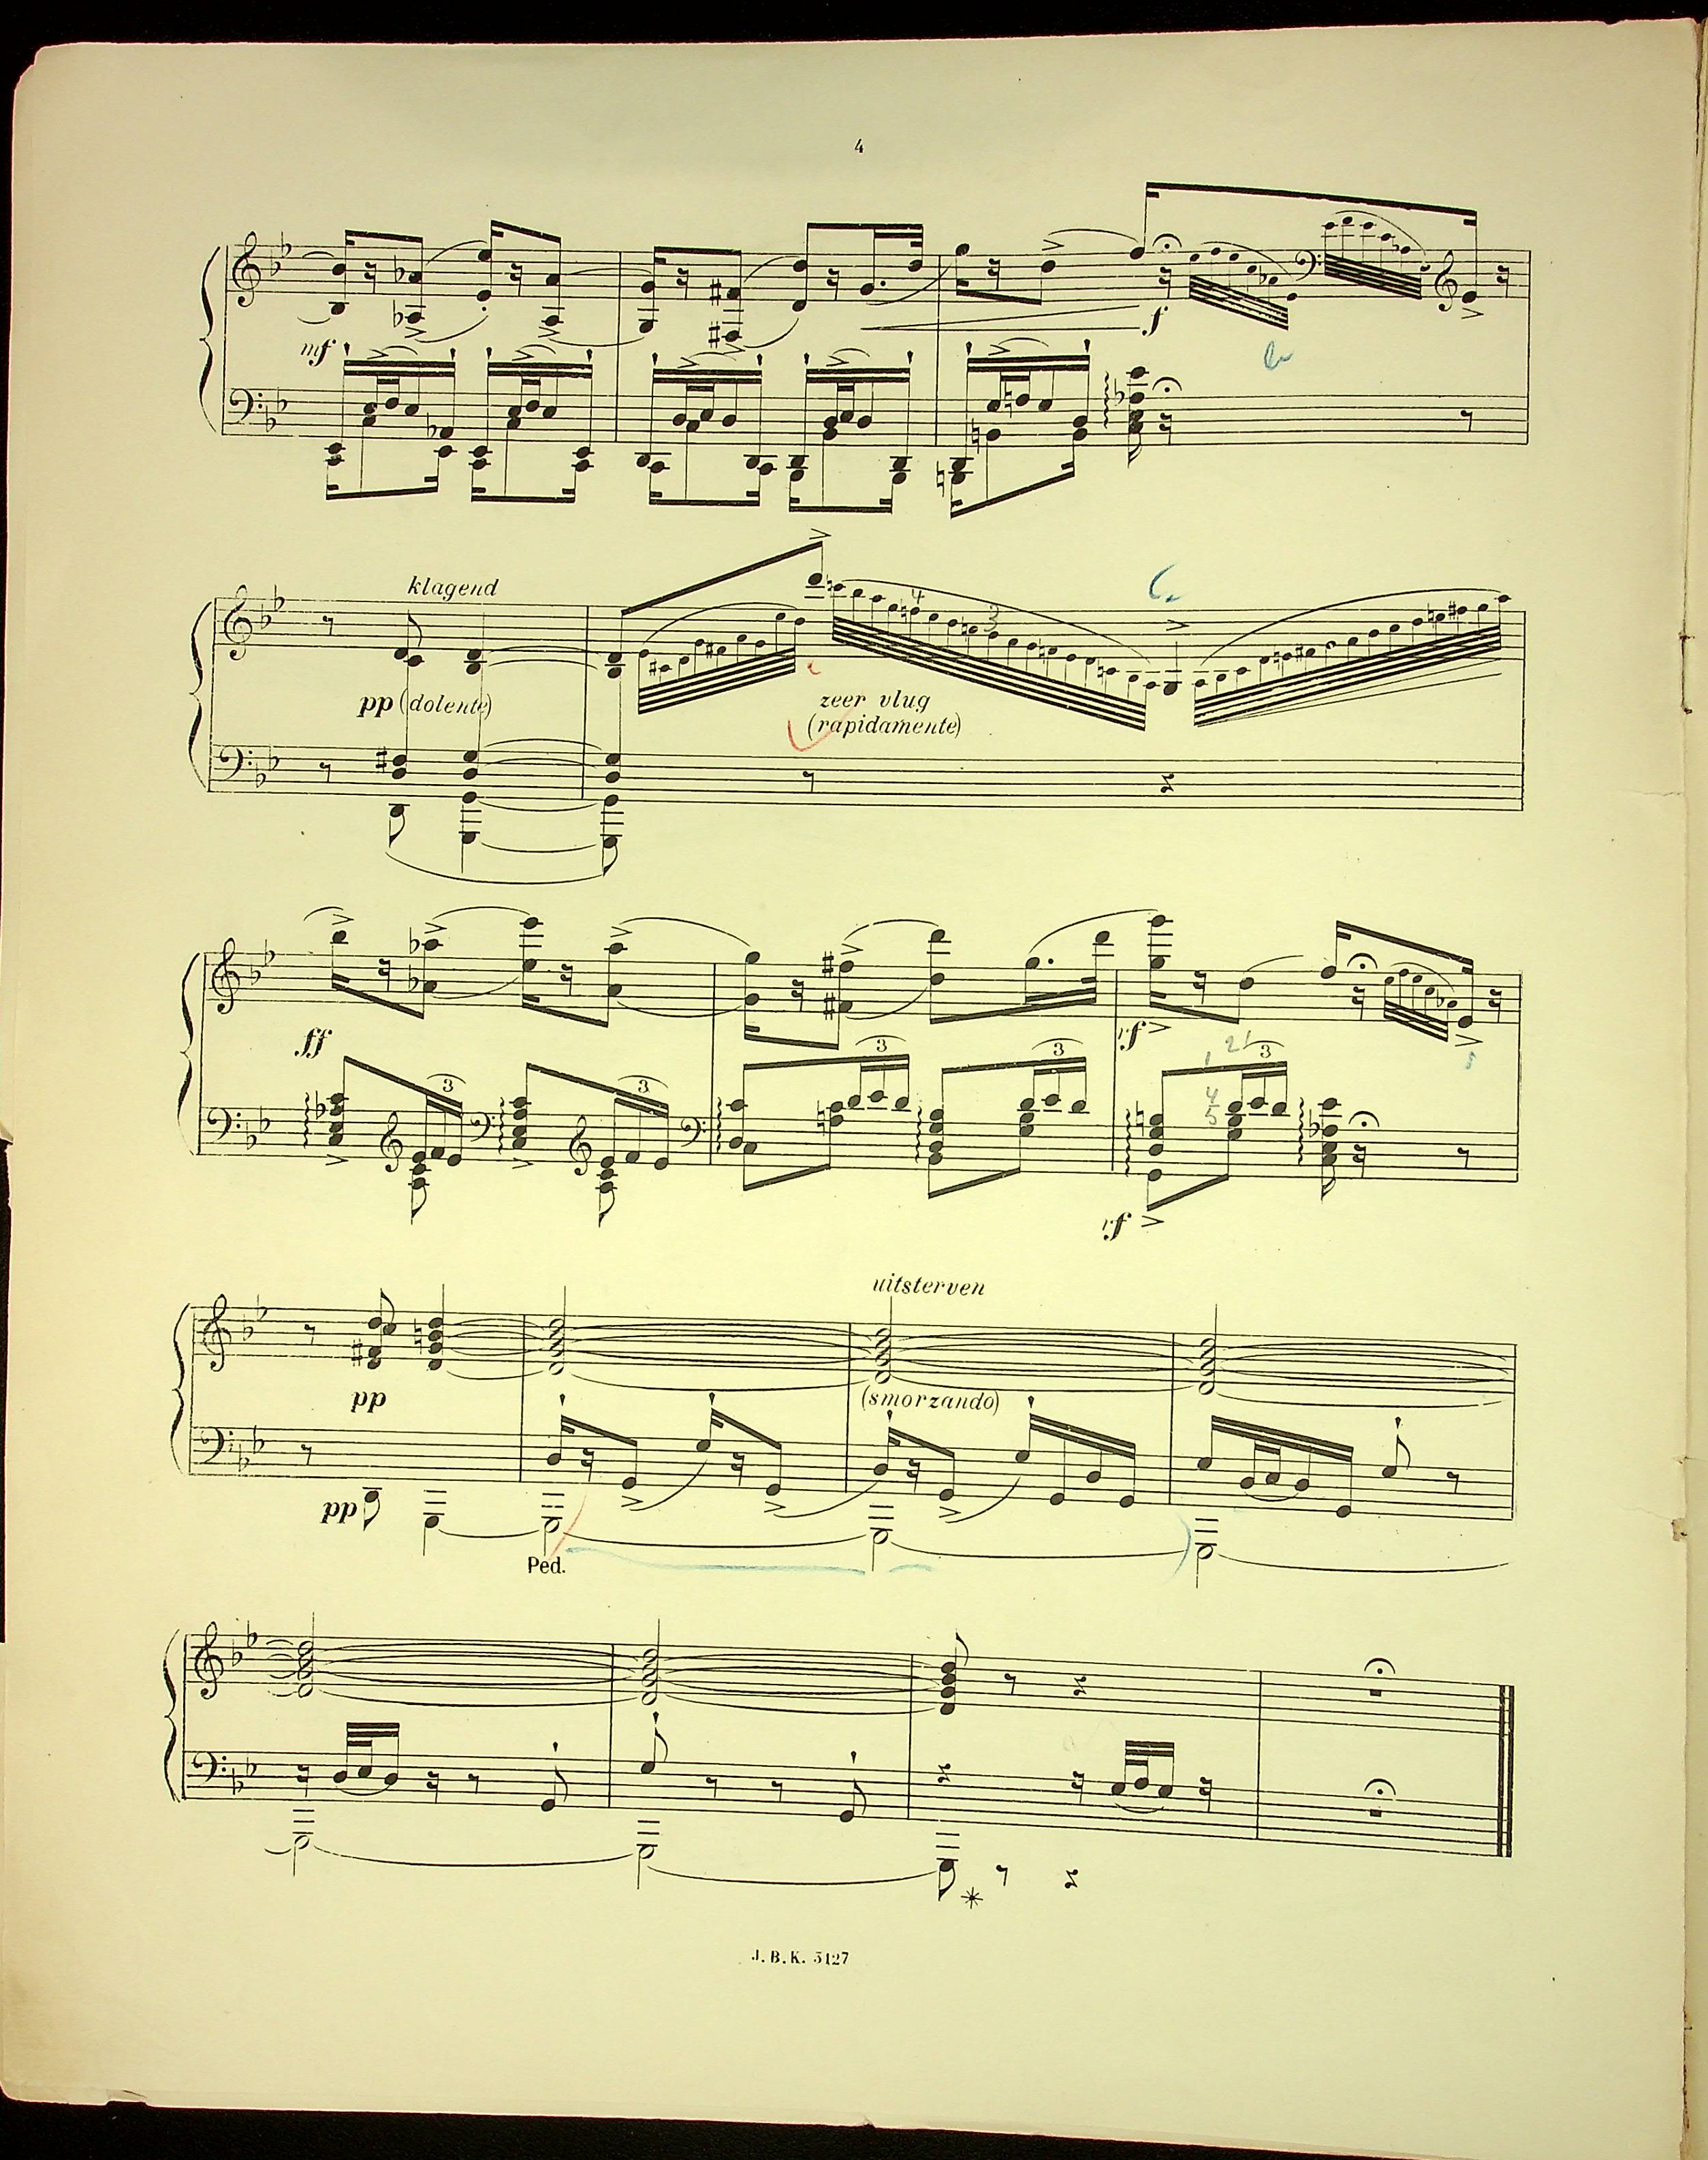 4
mf
f
klagend
pp (dolente)
zeer vlug
(rapidamente)
4
3
ff
3
3
3
3
rf
21
3
1
4
5
rf
uitsterven
pp
(smorzando)
pp
Ped.
J. B. K. 5127